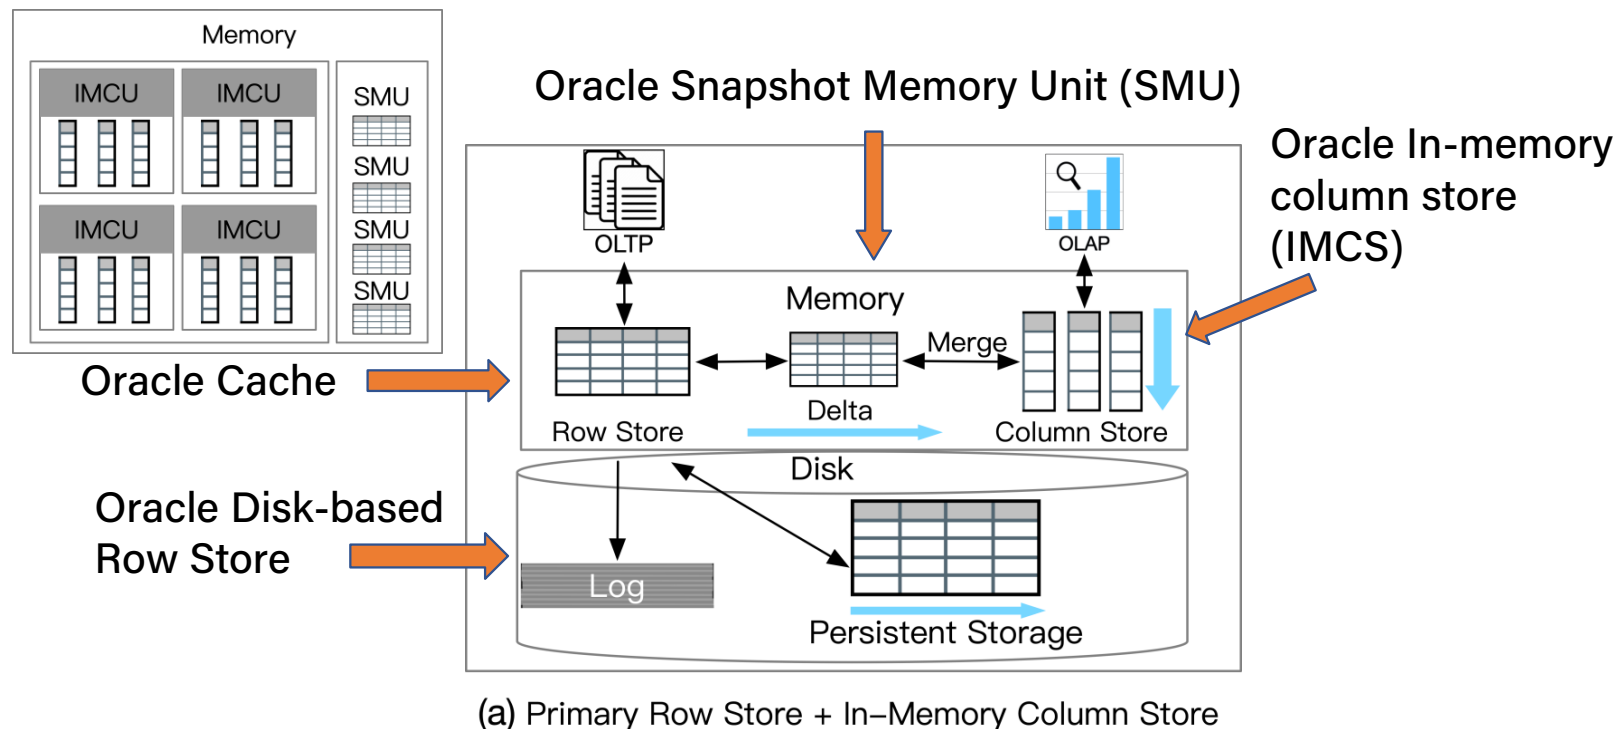 Memory
IMCU
IMCU
IMCU
IMCU
SMU
SMU
SMU
SMU
Oracle Snapshot Memory Unit (SMU)
Oracle In-memory
column store
(IMCS)
OLTP
OLAP
Memory
Merge
Delta
Row Store
Column Store
Oracle Cache
Disk
Oracle Disk-based
Row Store
Log
Persistent Storage
(a) Primary Row Store + In-Memory Column Store